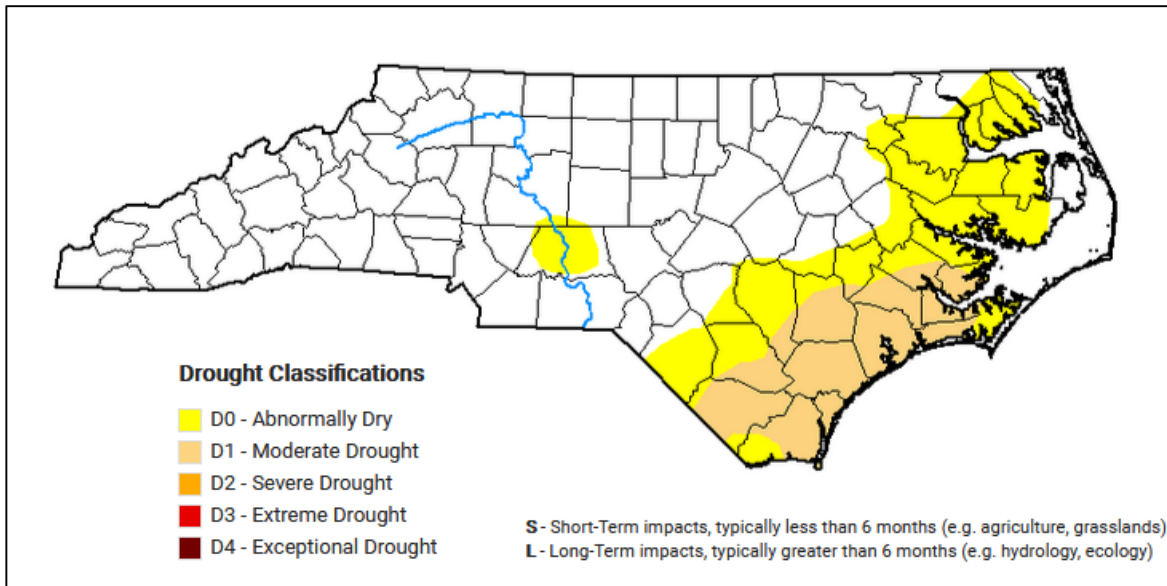 Drought Classifications
D0 - Abnormally Dry
D1 - Moderate Drought
D2 - Severe Drought
D3 - Extreme Drought
D4 - Exceptional Drought
S - Short-Term impacts, typically less than 6 months (e.g. agriculture, grasslands)
L - Long-Term impacts, typically greater than 6 months (e.g. hydrology, ecology)